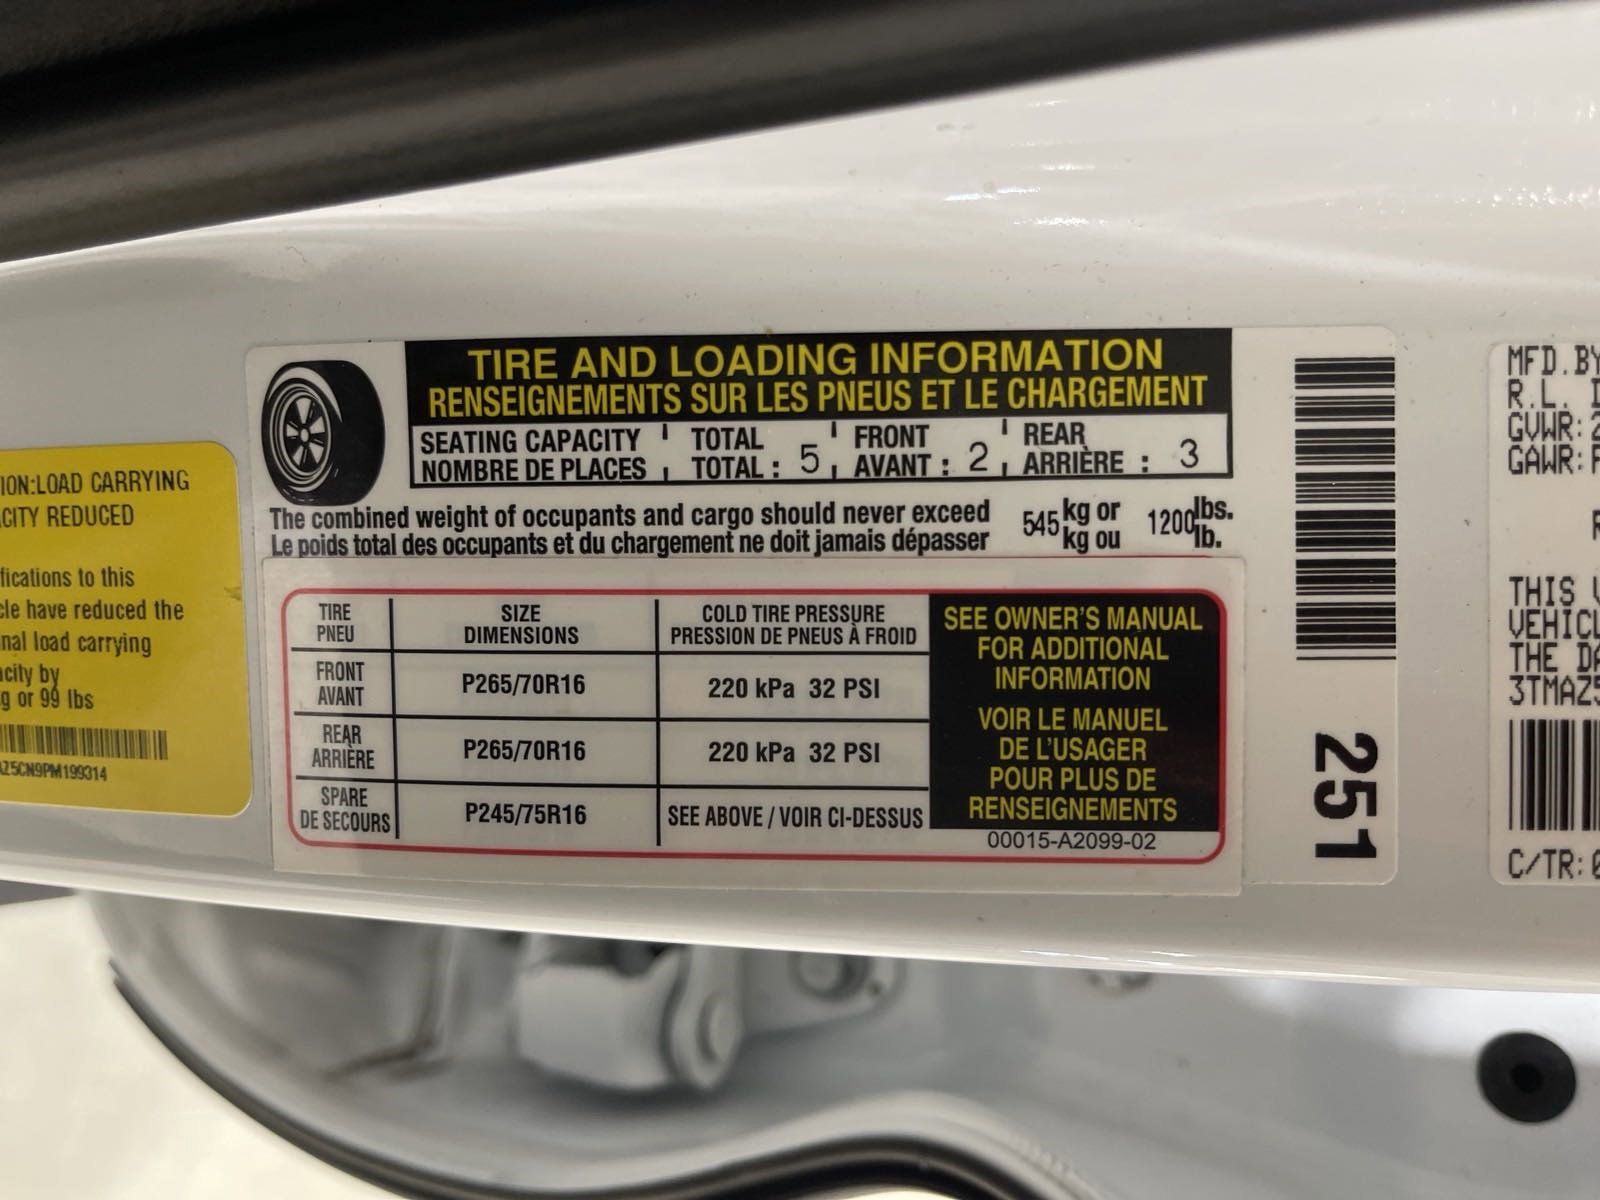 ION:LOAD CARRYING
CITY REDUCED
fications to this
cle have reduced the
nal load carrying
acity by
g or 99 lbs
AZ5CN9PM199314
TIRE AND LOADING INFORMATION
RENSEIGNEMENTS SUR LES PNEUS ET LE CHARGEMENT
SEATING CAPACITY TOTAL FRONT REAR
NOMBRE DE PLACES TOTAL : 5 AVANT : 2 ARRIÈRE : 3
The combined weight of occupants and cargo should never exceed 545 kg or 1200 lbs.
Le poids total des occupants et du chargement ne doit jamais dépasser kg ou lb.
TIRE SIZE COLD TIRE PRESSURE
PNEU DIMENSIONS PRESSION DE PNEUS À FROID
FRONT
AVANT P265/70R16 220 kPa 32 PSI
REAR
ARRIÈRE P265/70R16 220 kPa 32 PSI
SPARE
DE SECOURS P245/75R16 SEE ABOVE / VOIR CI-DESSUS
SEE OWNER'S MANUAL
FOR ADDITIONAL
INFORMATION
VOIR LE MANUEL
DE L'USAGER
POUR PLUS DE
RENSEIGNEMENTS
00015-A2099-02
251
MFD.BY
R.L.
GVWR:2
GAWR:F
THIS V
VEHICL
THE DA
3TMAZ5
C/TR:0